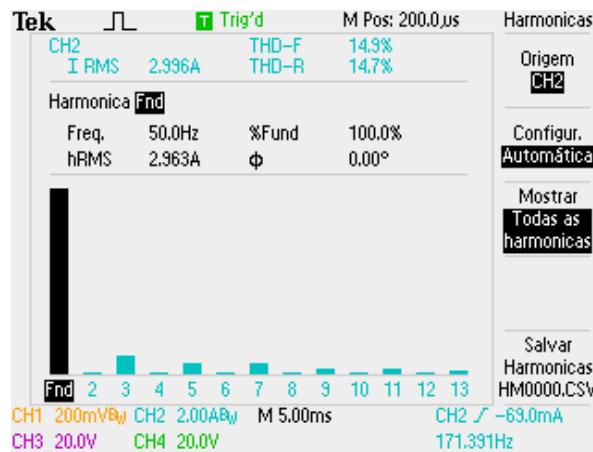 Tek T Trig'd M Pos: 200.0µs Harmonicas
CH2 THD-F 14.9%
I RMS 2.996A THD-R 14.7%
Harmonica Fnd
Freq. 50.0Hz %Fund 100.0%
hRMS 2.963A Φ 0.00°
Origem
CH2
Configur.
Automática
Mostrar
Todas as
harmonicas
Salvar
Harmonicas
HM0000.CSV
Fnd 2 3 4 5 6 7 8 9 10 11 12 13
CH1 200mVBW CH2 2.00ABW M 5.00ms CH2 -69.0mA
CH3 20.0V CH4 20.0V 171.391Hz